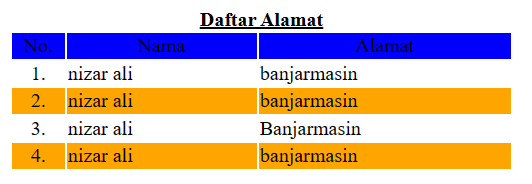 Daftar Alamat
No. Nama Alamat
1. nizar ali banjarmasin
2. nizar ali banjarmasin
3. nizar ali Banjarmasin
4. nizar ali banjarmasin